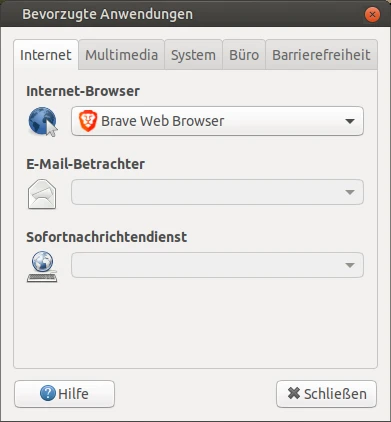 Bevorzugte Anwendungen
Internet Multimedia System Büro Barrierefreiheit
Internet-Browser
Brave Web Browser
E-Mail-Betrachter
Sofortnachrichtendienst
Hilfe Schließen